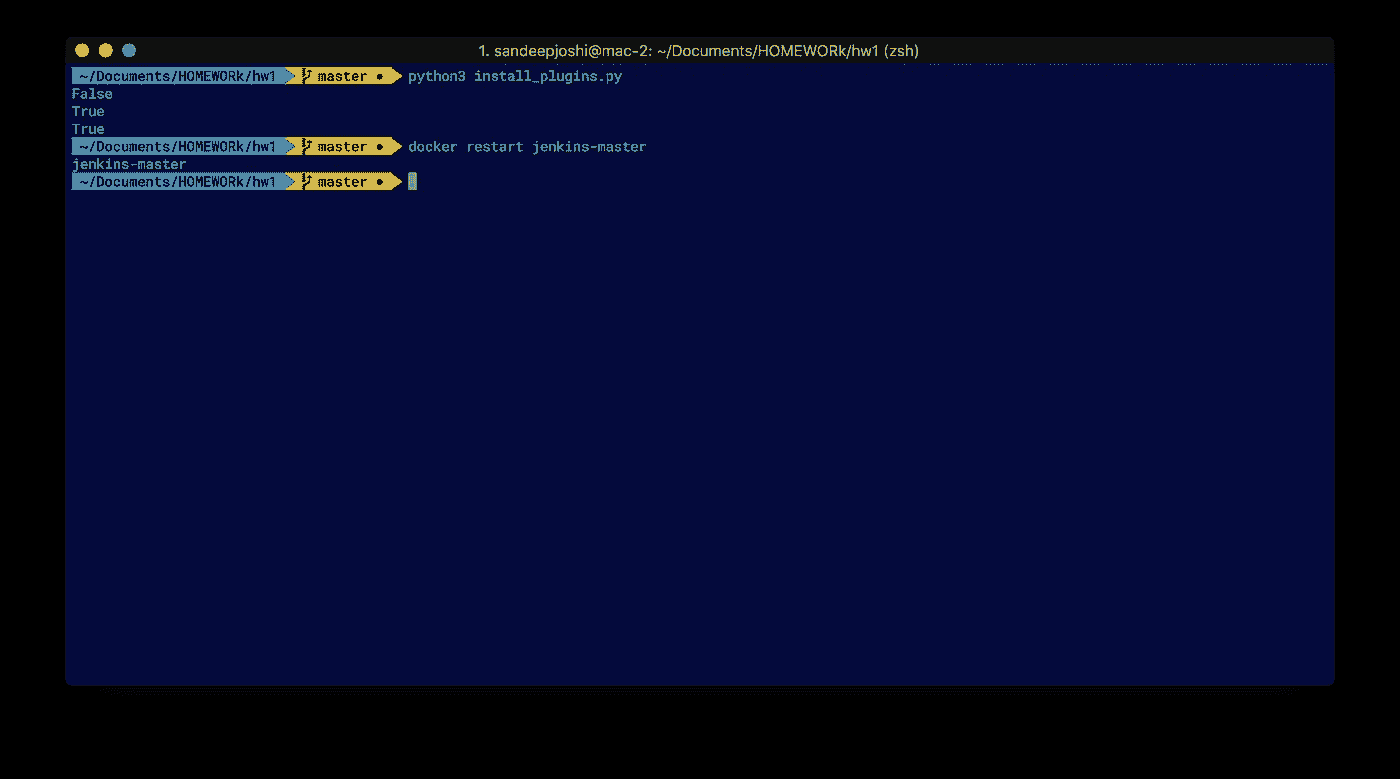 1. sandeepjoshi@mac-2: ~/Documents/HOMEWORk/hw1 (zsh)
~/Documents/HOMEWORk/hw1 master ● python3 install_plugins.py
False
True
True
~/Documents/HOMEWORk/hw1 master ● docker restart jenkins-master
jenkins-master
~/Documents/HOMEWORk/hw1 master ●